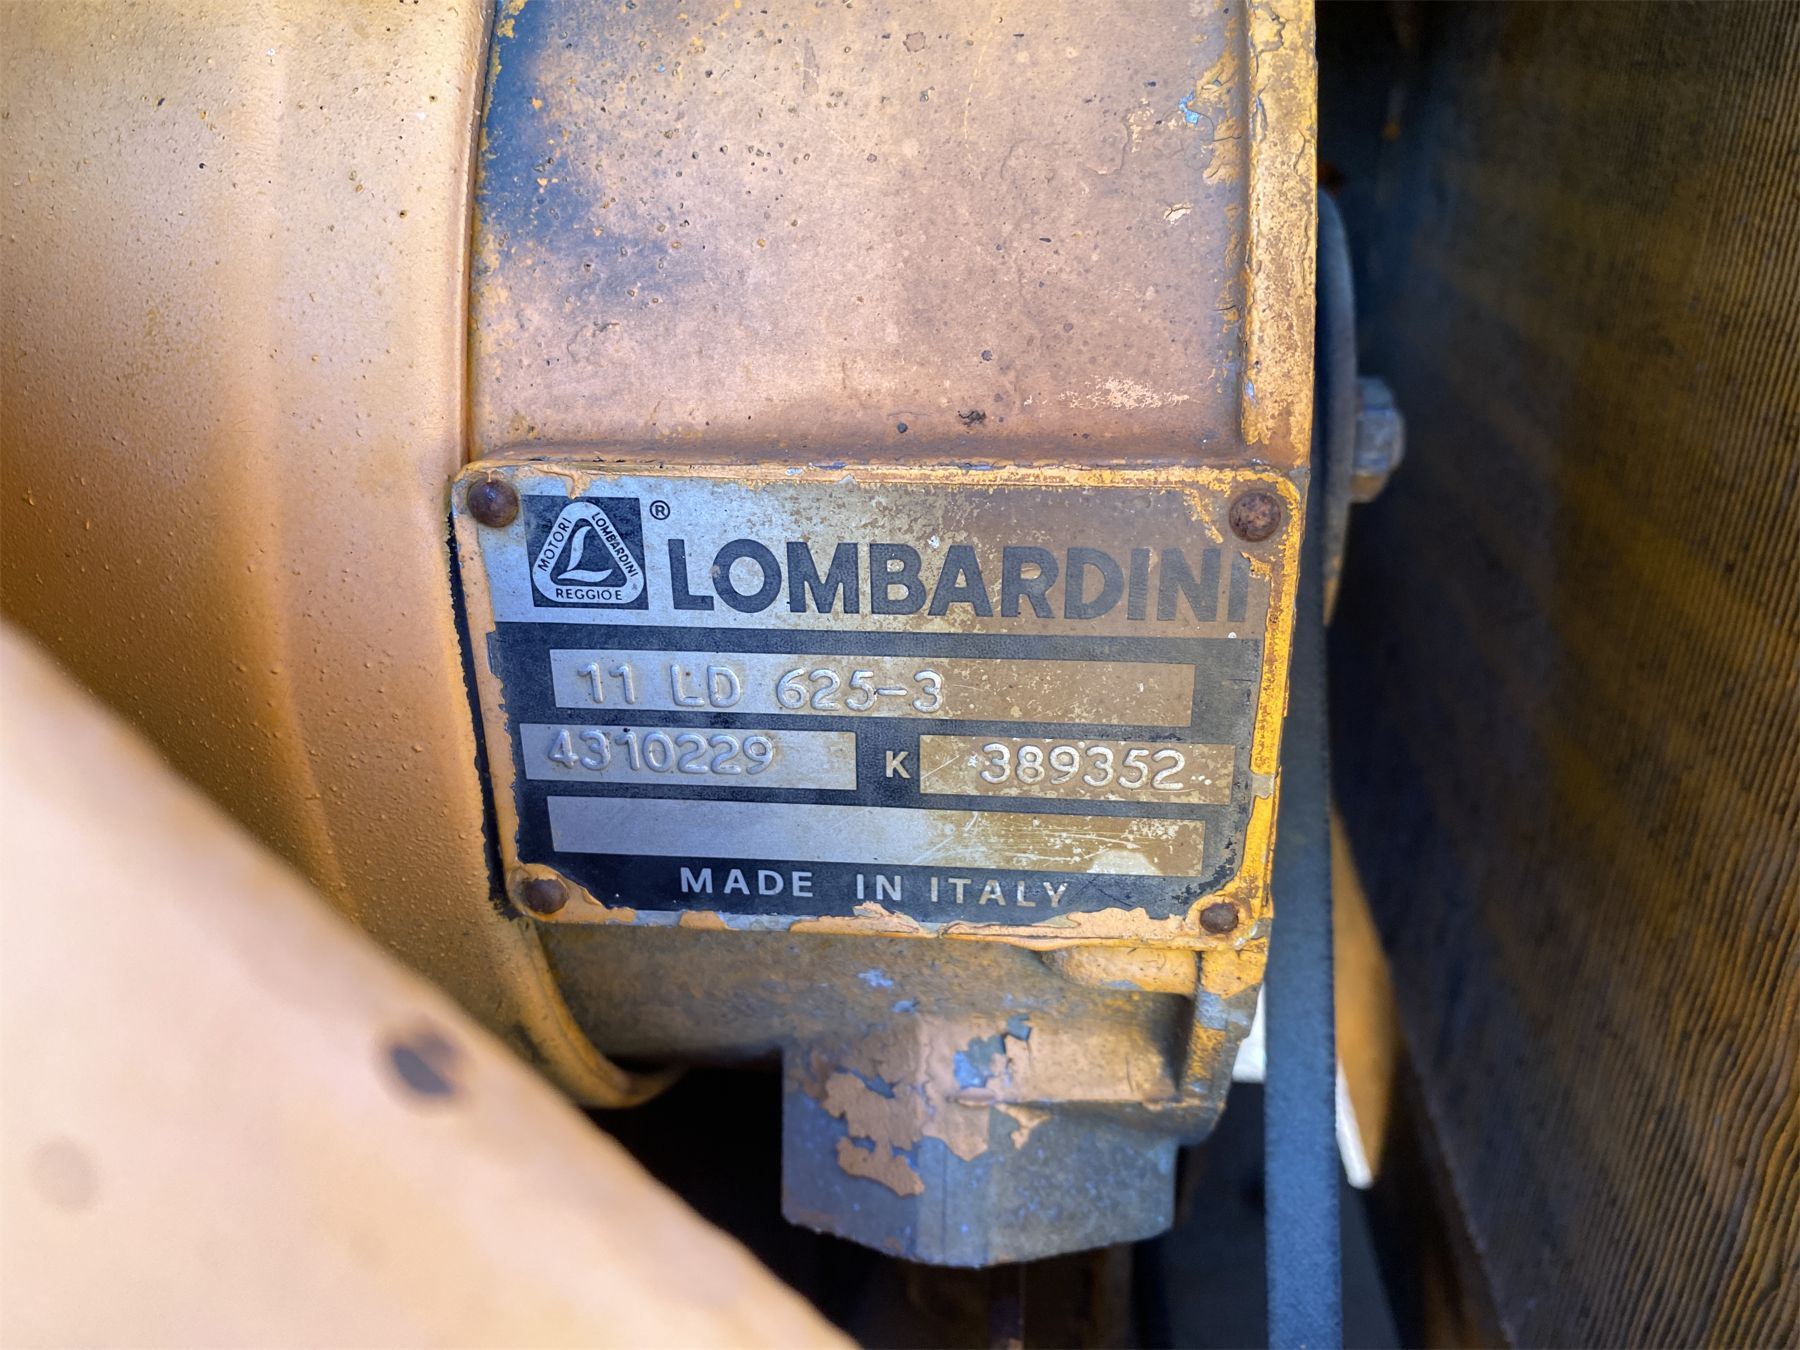 MOTORI LOMBARDINI
REGGIO E
®
LOMBARDINI
11 LD 625-3
4310229 K 389352
MADE IN ITALY